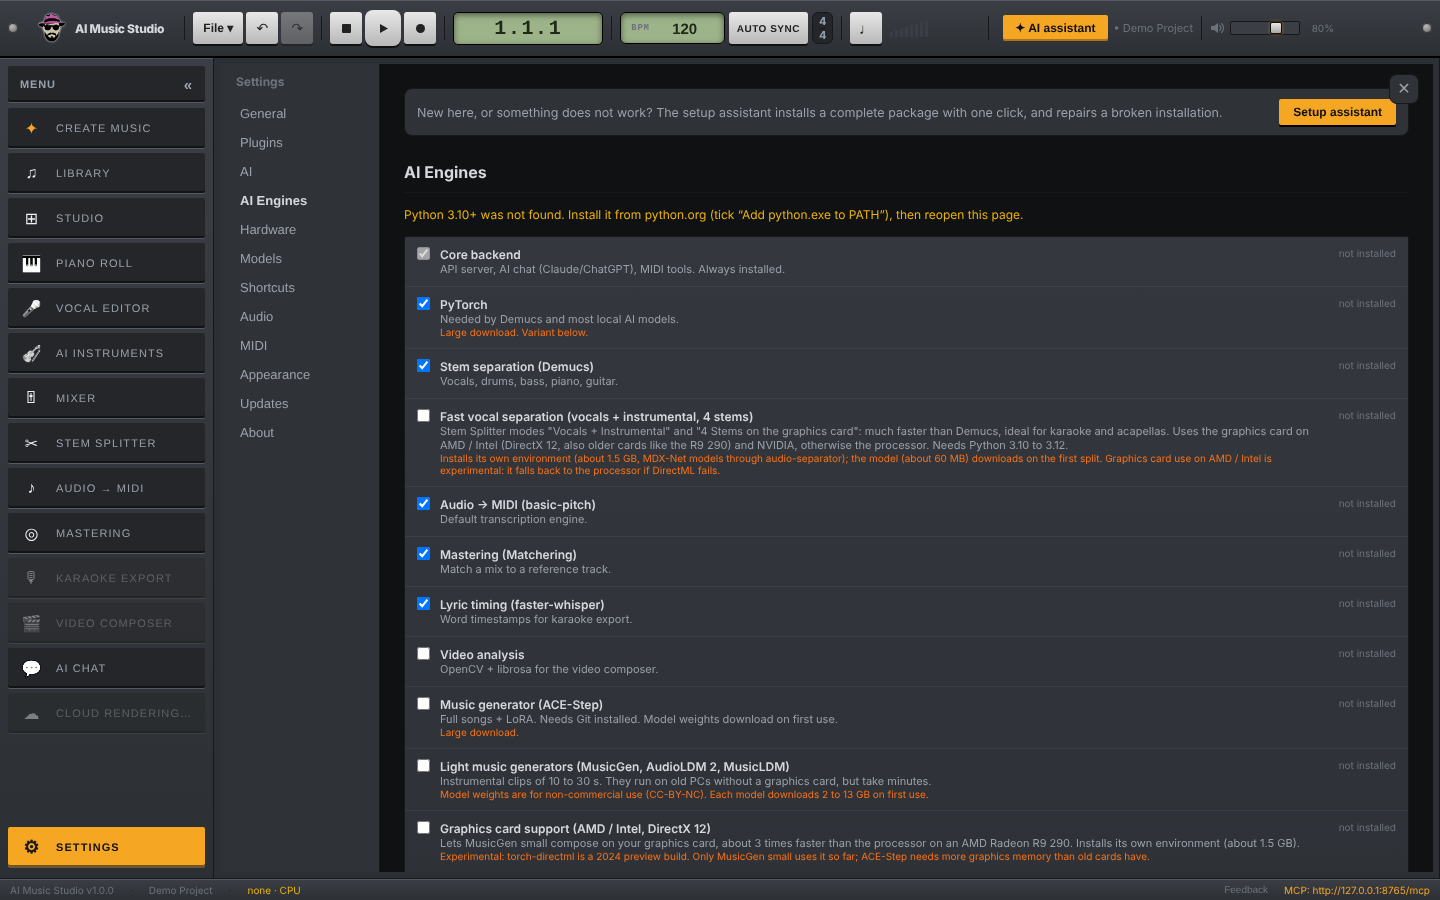 AI Music Studio
File ▾
↶
↷
1.1.1
BPM 120
AUTO SYNC
4
4
♩
✦ AI assistant
• Demo Project
80%
MENU «
CREATE MUSIC
LIBRARY
STUDIO
PIANO ROLL
VOCAL EDITOR
AI INSTRUMENTS
MIXER
STEM SPLITTER
AUDIO → MIDI
MASTERING
KARAOKE EXPORT
VIDEO COMPOSER
AI CHAT
CLOUD RENDERING...
SETTINGS
Settings
General
Plugins
AI
AI Engines
Hardware
Models
Shortcuts
Audio
MIDI
Appearance
Updates
About
✕
New here, or something does not work? The setup assistant installs a complete package with one click, and repairs a broken installation.
Setup assistant
AI Engines
Python 3.10+ was not found. Install it from python.org (tick “Add python.exe to PATH”), then reopen this page.
Core backend
not installed
API server, AI chat (Claude/ChatGPT), MIDI tools. Always installed.
PyTorch
not installed
Needed by Demucs and most local AI models.
Large download. Variant below.
Stem separation (Demucs)
not installed
Vocals, drums, bass, piano, guitar.
Fast vocal separation (vocals + instrumental, 4 stems)
not installed
Stem Splitter modes "Vocals + Instrumental" and "4 Stems on the graphics card": much faster than Demucs, ideal for karaoke and acapellas. Uses the graphics card on
AMD / Intel (DirectX 12, also older cards like the R9 290) and NVIDIA, otherwise the processor. Needs Python 3.10 to 3.12.
Installs its own environment (about 1.5 GB, MDX-Net models through audio-separator); the model (about 60 MB) downloads on the first split. Graphics card use on AMD / Intel is
experimental: it falls back to the processor if DirectML fails.
Audio → MIDI (basic-pitch)
not installed
Default transcription engine.
Mastering (Matchering)
not installed
Match a mix to a reference track.
Lyric timing (faster-whisper)
not installed
Word timestamps for karaoke export.
Video analysis
not installed
OpenCV + librosa for the video composer.
Music generator (ACE-Step)
not installed
Full songs + LoRA. Needs Git installed. Model weights download on first use.
Large download.
Light music generators (MusicGen, AudioLDM 2, MusicLDM)
not installed
Instrumental clips of 10 to 30 s. They run on old PCs without a graphics card, but take minutes.
Model weights are for non-commercial use (CC-BY-NC). Each model downloads 2 to 13 GB on first use.
Graphics card support (AMD / Intel, DirectX 12)
not installed
Lets MusicGen small compose on your graphics card, about 3 times faster than the processor on an AMD Radeon R9 290. Installs its own environment (about 1.5 GB).
Experimental: torch-directml is a 2024 preview build. Only MusicGen small uses it so far; ACE-Step needs more graphics memory than old cards have.
AI Music Studio v1.0.0
Demo Project
none · CPU
Feedback
MCP: http://127.0.0.1:8765/mcp